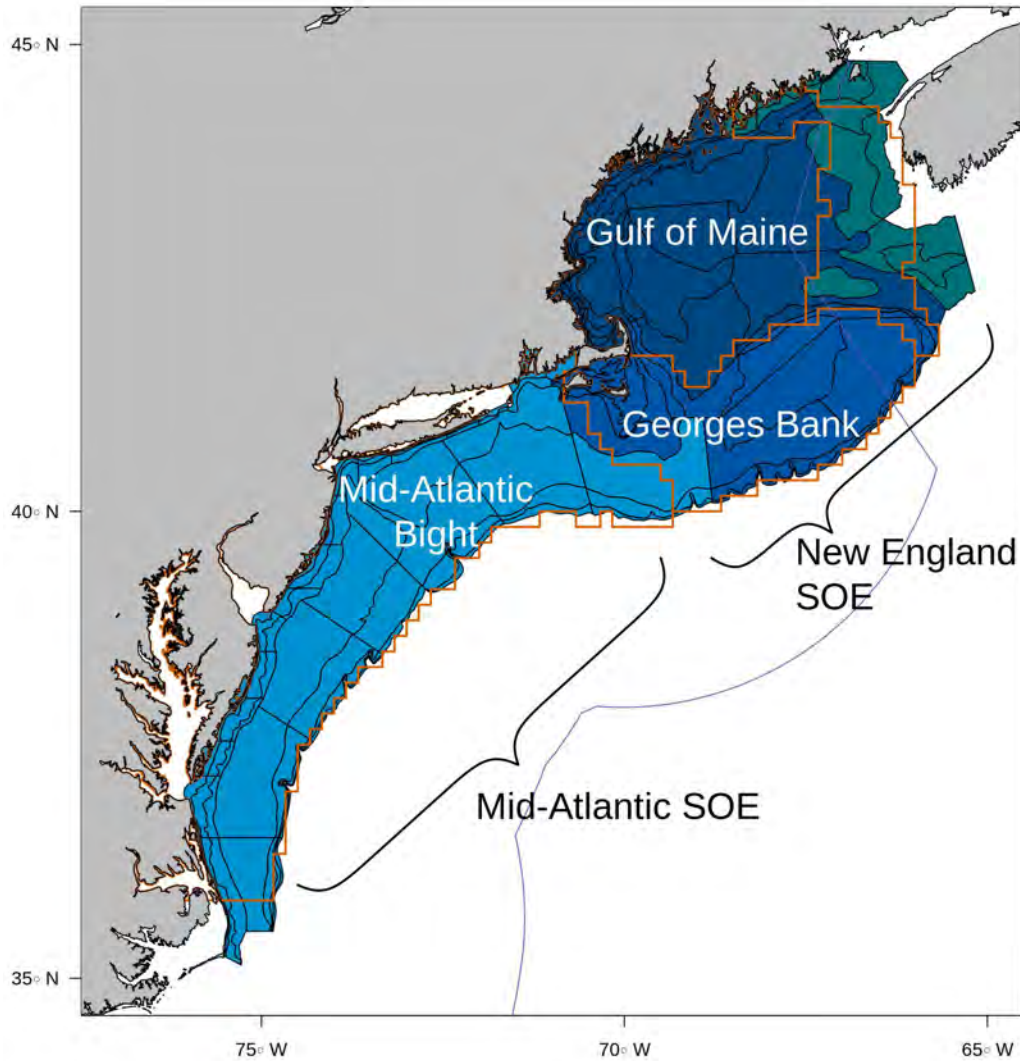 45° N
Gulf of Maine
Georges Bank
Mid-Atlantic
Bight
40° N
New England
SOE
Mid-Atlantic SOE
35° N
75° W
70° W
65° W